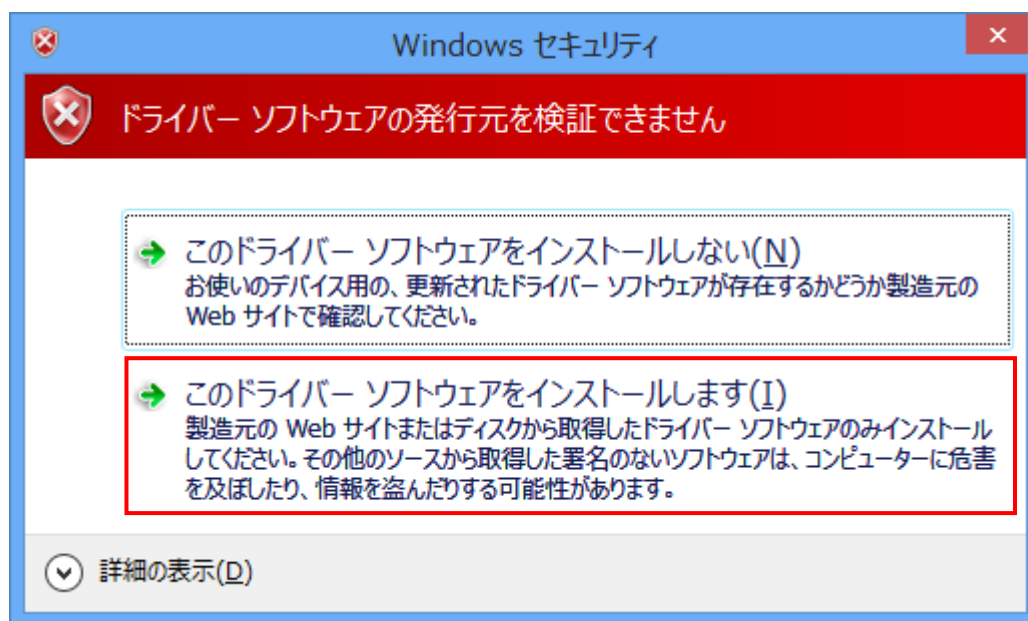 Windows セキュリティ
ドライバー ソフトウェアの発行元を検証できません
このドライバー ソフトウェアをインストールしない(N)
お使いのデバイス用の、更新されたドライバー ソフトウェアが存在するかどうか製造元の
Web サイトで確認してください。
このドライバー ソフトウェアをインストールします(I)
製造元の Web サイトまたはディスクから取得したドライバー ソフトウェアのみインストール
してください。その他のソースから取得した署名のないソフトウェアは、コンピューターに危害
を及ぼしたり、情報を盗んだりする可能性があります。
詳細の表示(D)